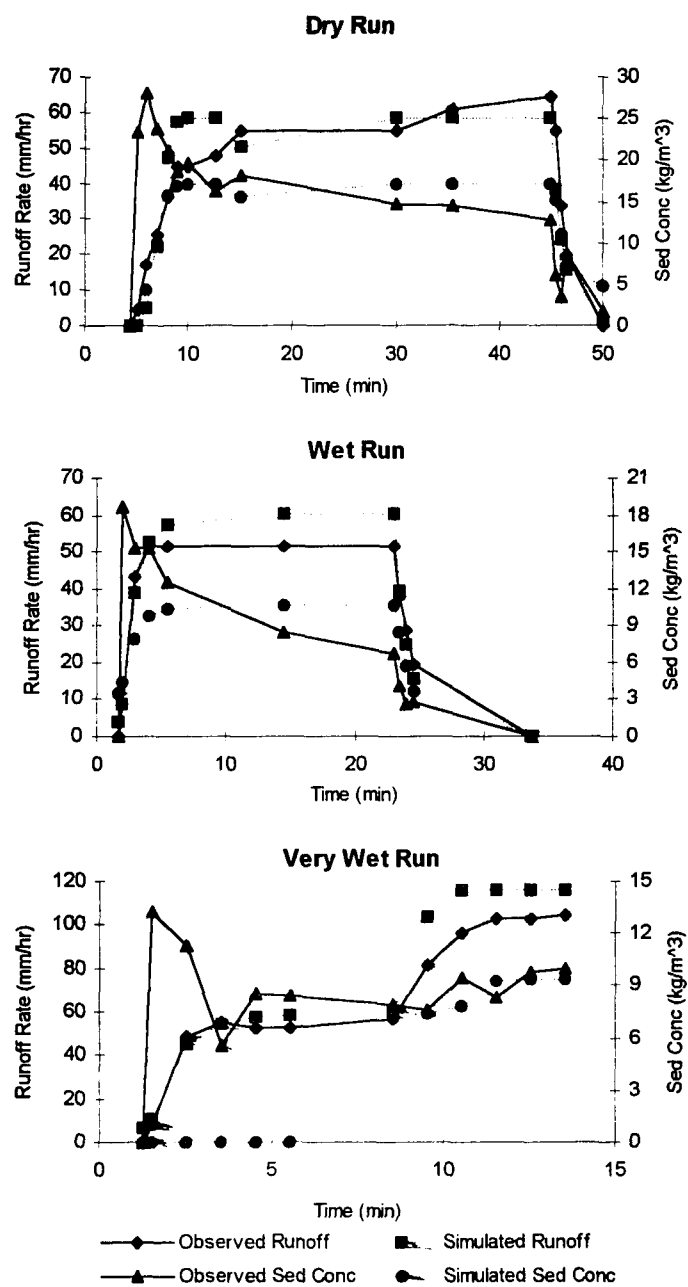 Dry Run
70
60
50
40
30
20
10
0
30
25
20
15
10
5
0
0 10 20 30 40 50
Runoff Rate (mm/hr)
Sed Conc (kg/m^3)
Time (min)
Wet Run
70
60
50
40
30
20
10
0
21
18
15
12
9
6
3
0
0 10 20 30 40
Runoff Rate (mm/hr)
Sed Conc (kg/m^3)
Time (min)
Very Wet Run
120
100
80
60
40
20
0
15
12
9
6
3
0
0 5 10 15
Runoff Rate (mm/hr)
Sed Conc (kg/m^3)
Time (min)
Observed Runoff Simulated Runoff
Observed Sed Conc Simulated Sed Conc